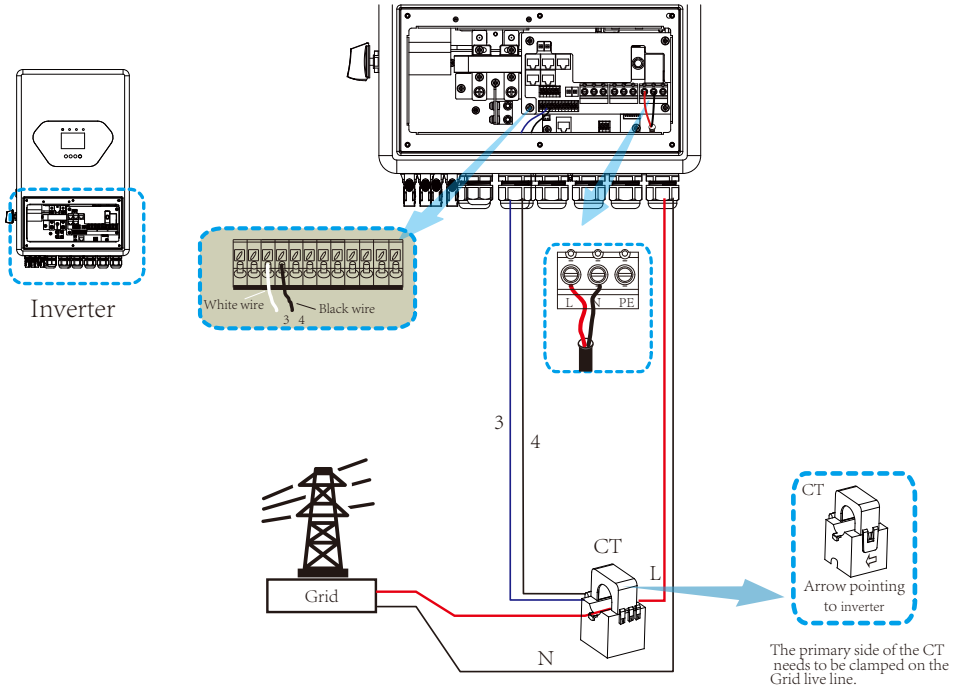 Inverter
White wire
Black wire
3 4
L N PE
3
4
CT
L
Grid
N
CT
Arrow pointing
to inverter
The primary side of the CT
needs to be clamped on the
Grid live line.